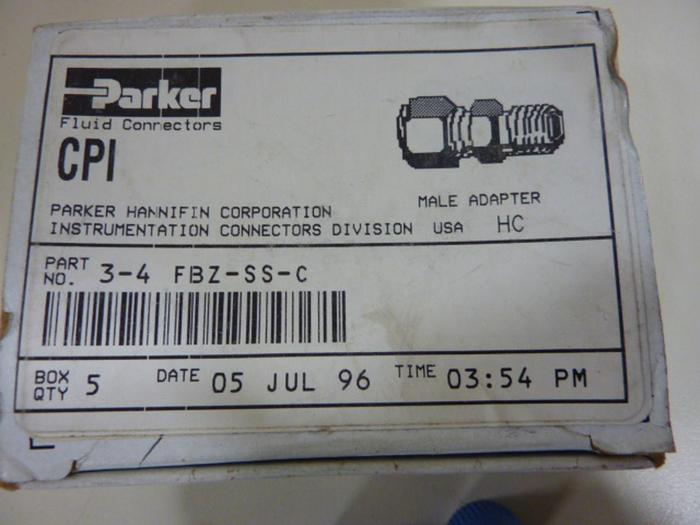 Parker
Fluid Connectors
CPI
MALE ADAPTER
PARKER HANNIFIN CORPORATION
INSTRUMENTATION CONNECTORS DIVISION USA HC
PART NO. 3-4 FBZ-SS-C
BOX QTY 5 DATE 05 JUL 96 TIME 03:54 PM